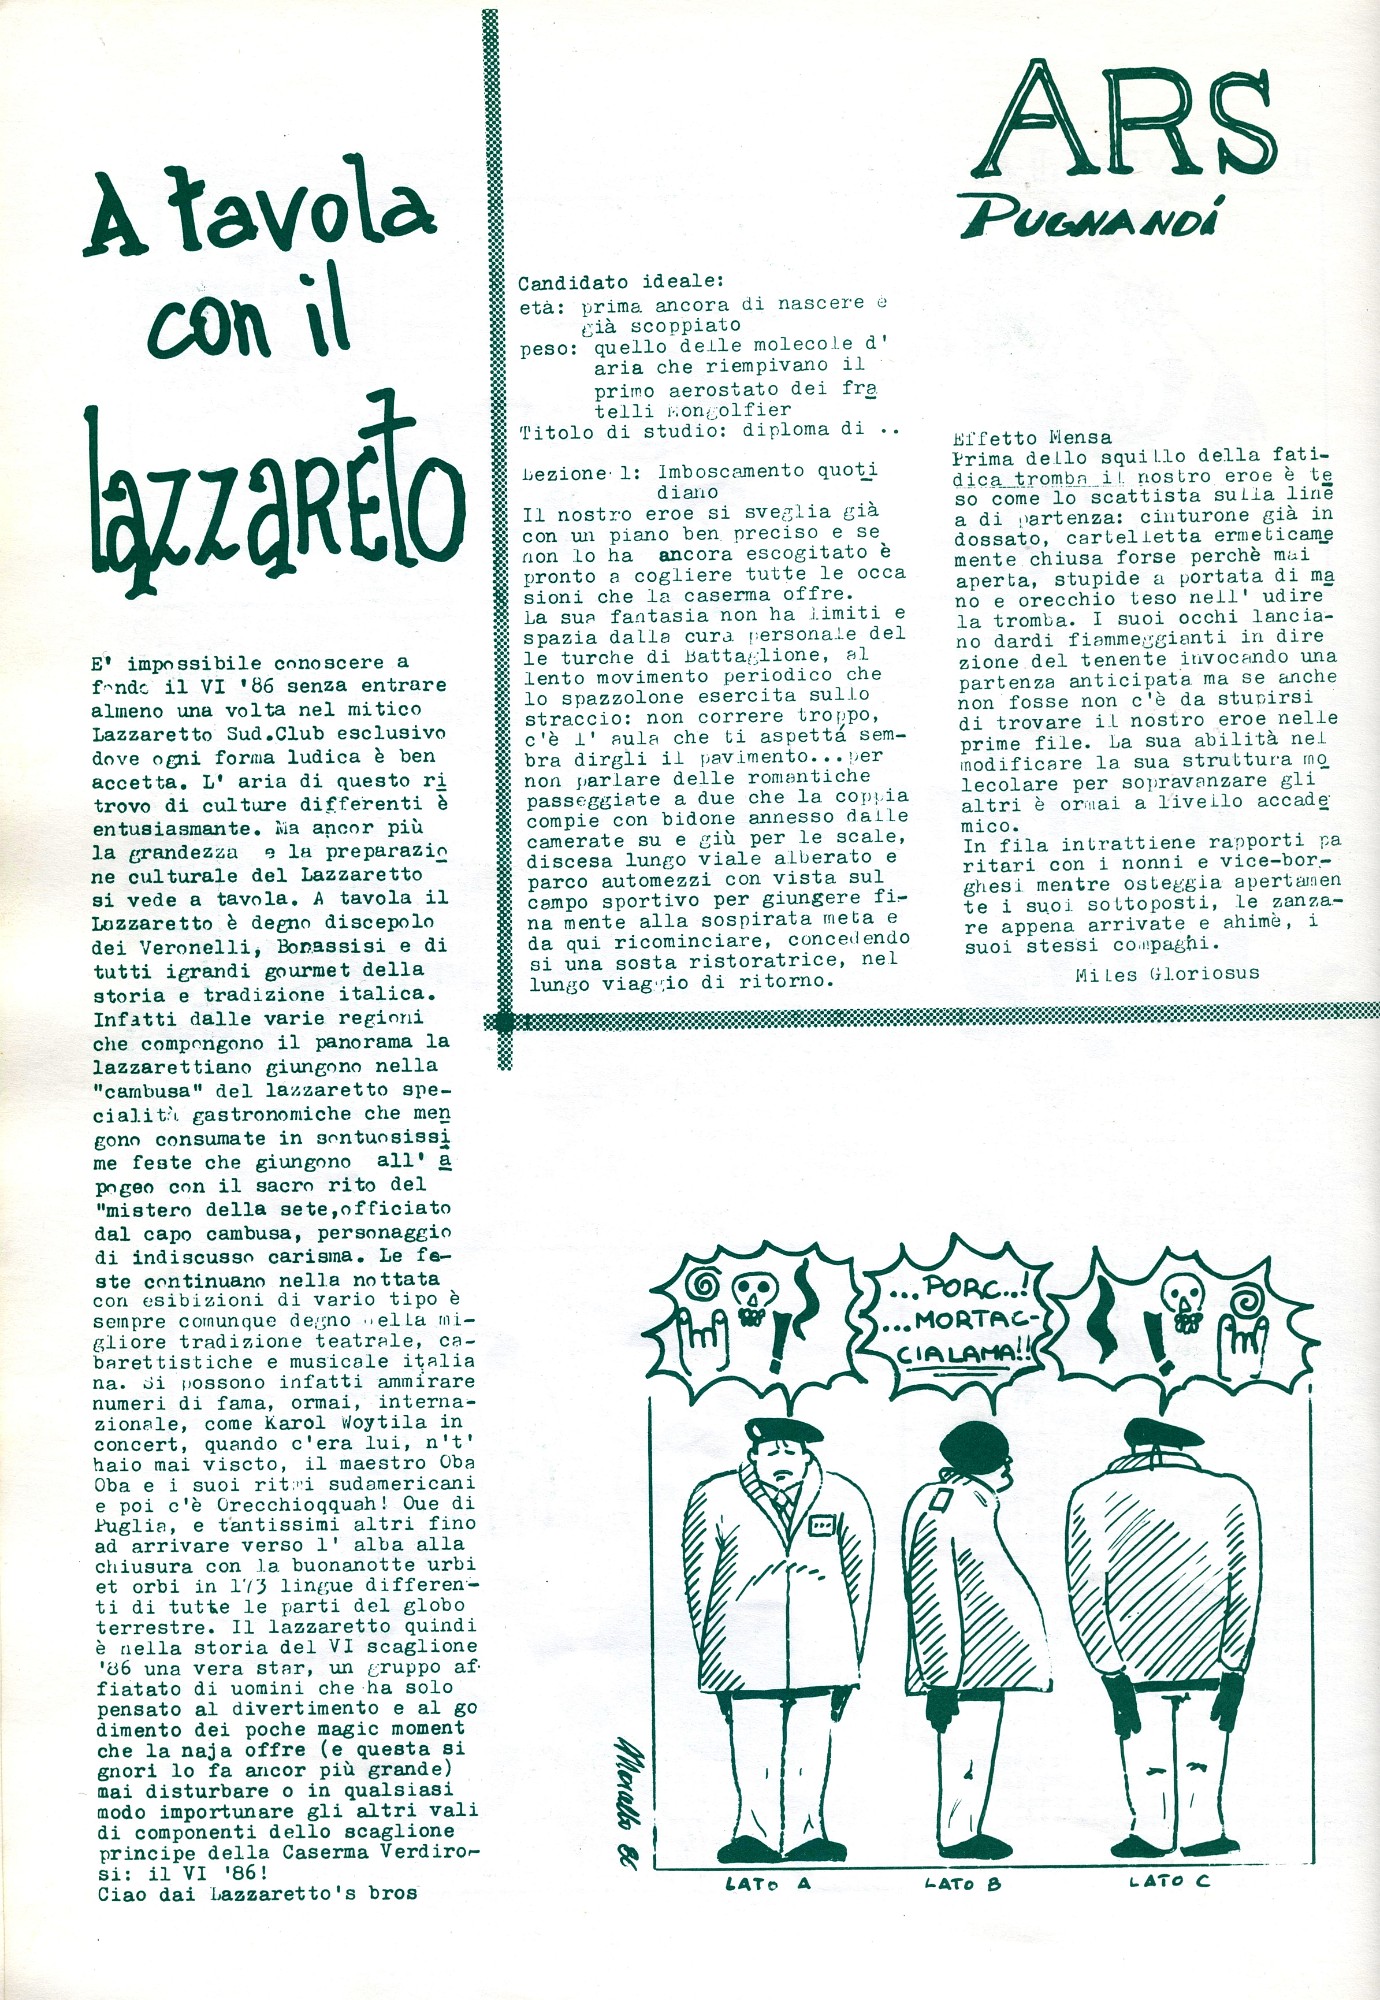 A tavola
con il
lazzareto
E' impossibile conoscere a
fondo il VI '86 senza entrare
almeno una volta nel mitico
Lazzaretto Sud.Club esclusivo
dove ogni forma ludica è ben
accetta. L' aria di questo ri
trovo di culture differenti è
entusiasmante. Ma ancor più
la grandezza e la preparazio
ne culturale del Lazzaretto
si vede a tavola. A tavola il
Lazzaretto è degno discepolo
dei Veronelli, Bonassisi e di
tutti igrandi gourmet della
storia e tradizione italica.
Infatti dalle varie regioni
che compongono il panorama la
lazzarettiano giungono nella
"cambusa" del lazzaretto spe-
cialità gastronomiche che men
gono consumate in sontuosissi
me feste che giungono all' a
pogeo con il sacro rito del
"mistero della sete,officiato
dal capo cambusa, personaggio
di indiscusso carisma. Le fe-
ste continuano nella nottata
con esibizioni di vario tipo è
sempre comunque degno della mi-
gliore tradizione teatrale, ca-
barettistiche e musicale italia
na. Si possono infatti ammirare
numeri di fama, ormai, interna-
zionale, come Karol Woytila in
concert, quando c'era lui, n't'
haio mai viscto, il maestro Oba
Oba e i suoi ritmi sudamericani
e poi c'è Orecchioqquah! Oue di
Puglia, e tantissimi altri fino
ad arrivare verso l' alba alla
chiusura con la buonanotte urbi
et orbi in 173 lingue differen-
ti di tutte le parti del globo
terrestre. Il lazzaretto quindi
è nella storia del VI scaglione
'86 una vera star, un gruppo af-
fiatato di uomini che ha solo
pensato al divertimento e al go
dimento dei poche magic moment
che la naja offre (e questa si
gnori lo fa ancor più grande)
mai disturbare o in qualsiasi
modo importunare gli altri vali
di componenti dello scaglione
principe della Caserma Verdiro-
si: il VI '86!
Ciao dai Lazzaretto's bros
ARS
PUGNANDI
Candidato ideale:
età: prima ancora di nascere è
già scoppiato
peso: quello delle molecole d'
aria che riempivano il
primo aerostato dei fra
telli Mongolfier
Titolo di studio: diploma di ..
Lezione 1: Imboscamento quoti
diano
Il nostro eroe si sveglia già
con un piano ben preciso e se
non lo ha ancora escogitato è
pronto a cogliere tutte le occa
sioni che la caserma offre.
La sua fantasia non ha limiti e
spazia dalla cura personale del
le turche di Battaglione, al
lento movimento periodico che
lo spazzolone esercita sullo
straccio: non correre troppo,
c'è l' aula che ti aspettá sem-
bra dirgli il pavimento...per
non parlare delle romantiche
passeggiate a due che la coppia
compie con bidone annesso dalle
camerate su e giù per le scale,
discesa lungo viale alberato e
parco automezzi con vista sul
campo sportivo per giungere fi-
na mente alla sospirata meta e
da qui ricominciare, concedendo
si una sosta ristoratrice, nel
lungo viaggio di ritorno.
Effetto Mensa
Prima dello squillo della fati-
dica tromba il nostro eroe è te
so come lo scattista sulla line
a di partenza: cinturone già in
dossato, cartelletta ermeticame
mente chiusa forse perchè mai
aperta, stupide a portata di ma
no e orecchio teso nell' udire
la tromba. I suoi occhi lancia-
no dardi fiammeggianti in dire
zione del tenente invocando una
partenza anticipata ma se anche
non fosse non c'è da stupirsi
di trovare il nostro eroe nelle
prime file. La sua abilità nel
modificare la sua struttura mo
lecolare per sopravanzare gli
altri è ormai a livello accade
mico.
In fila intrattiene rapporti pa
ritari con i nonni e vice-bor-
ghesi mentre osteggia apertamen
te i suoi sottoposti, le zanza-
re appena arrivate e ahimè, i
suoi stessi compaghi.
Miles Gloriosus
...PORC..!
...MORTAC-
CIALAMA!!
86
LATO A
LATO B
LATO C